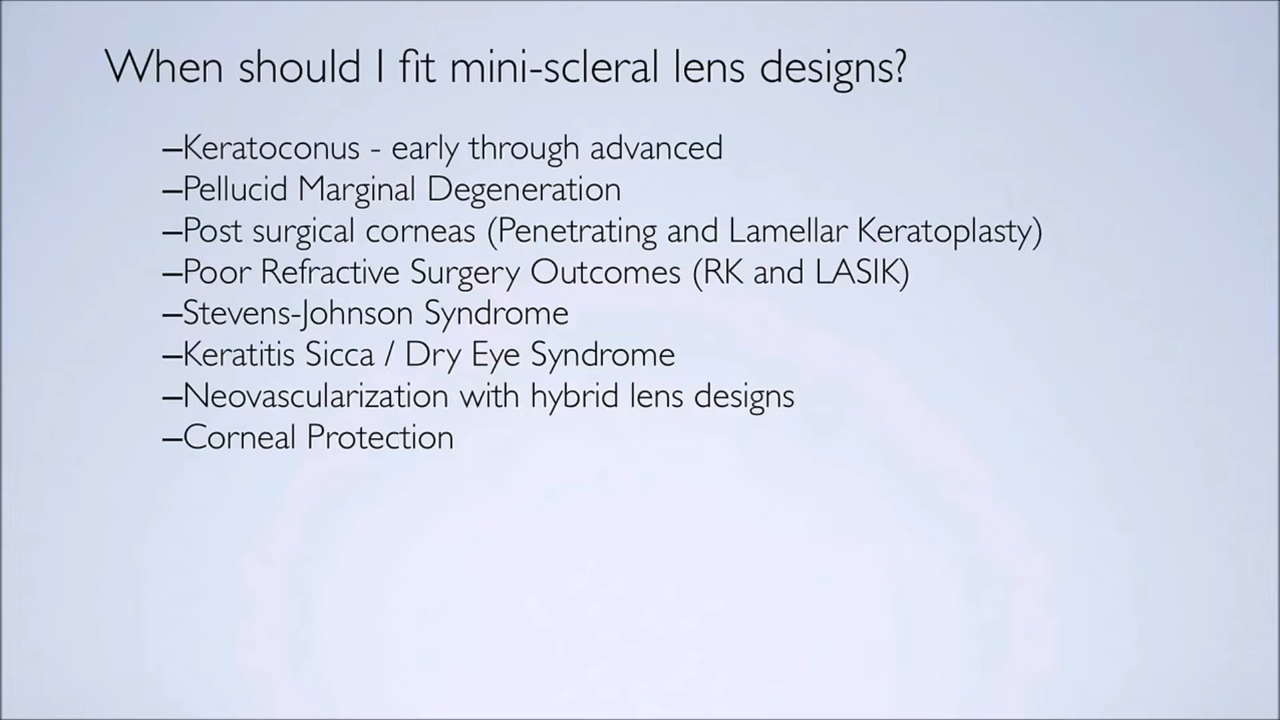 When should I fit mini-scleral lens designs?
–Keratoconus - early through advanced
–Pellucid Marginal Degeneration
–Post surgical corneas (Penetrating and Lamellar Keratoplasty)
–Poor Refractive Surgery Outcomes (RK and LASIK)
–Stevens-Johnson Syndrome
–Keratitis Sicca / Dry Eye Syndrome
–Neovascularization with hybrid lens designs
–Corneal Protection